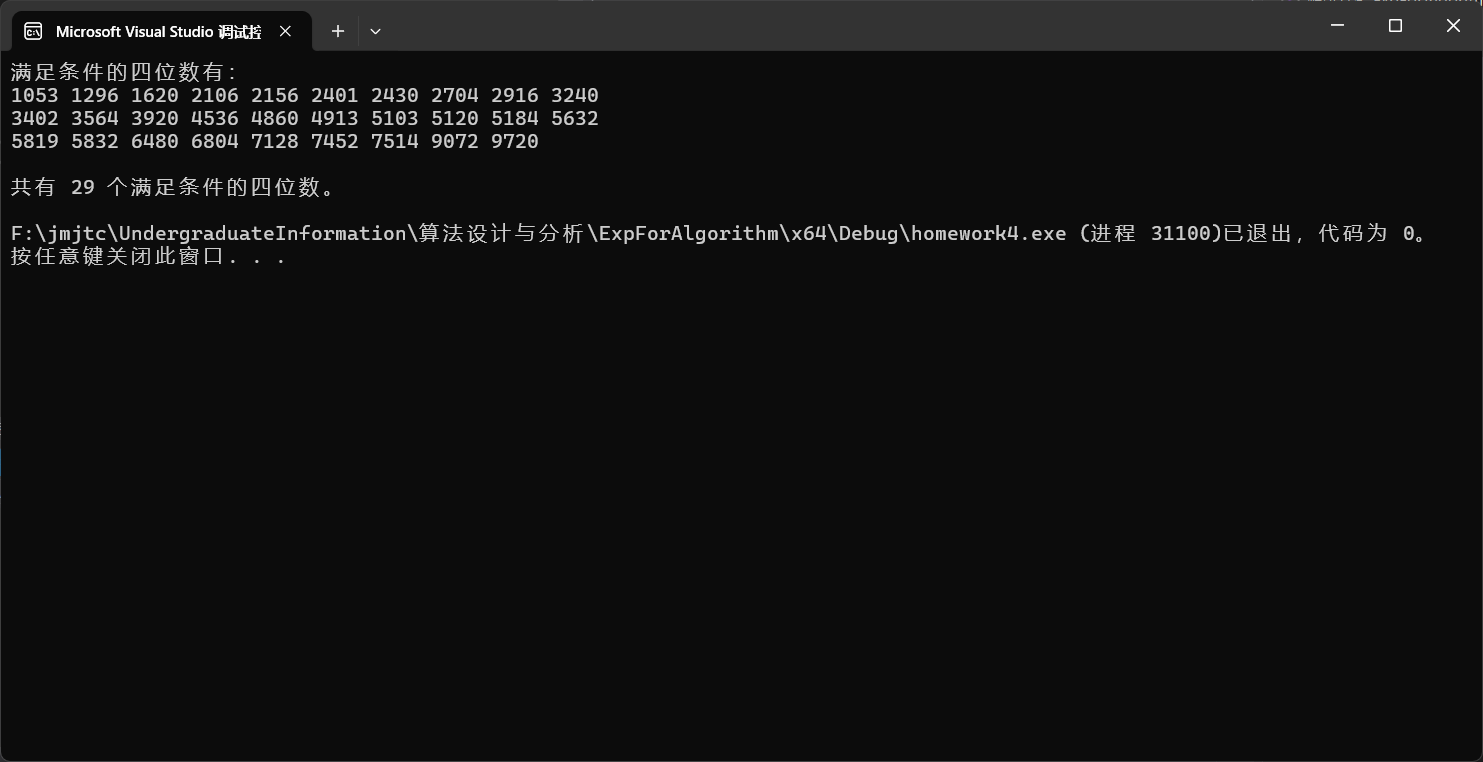 Microsoft Visual Studio 调试控
满足条件的四位数有：
1053 1296 1620 2106 2156 2401 2430 2704 2916 3240
3402 3564 3920 4536 4860 4913 5103 5120 5184 5632
5819 5832 6480 6804 7128 7452 7514 9072 9720
共有 29 个满足条件的四位数。
F:\jmjtc\UndergraduateInformation\算法设计与分析\ExpForAlgorithm\x64\Debug\homework4.exe (进程 31100)已退出，代码为 0。
按任意键关闭此窗口. . .